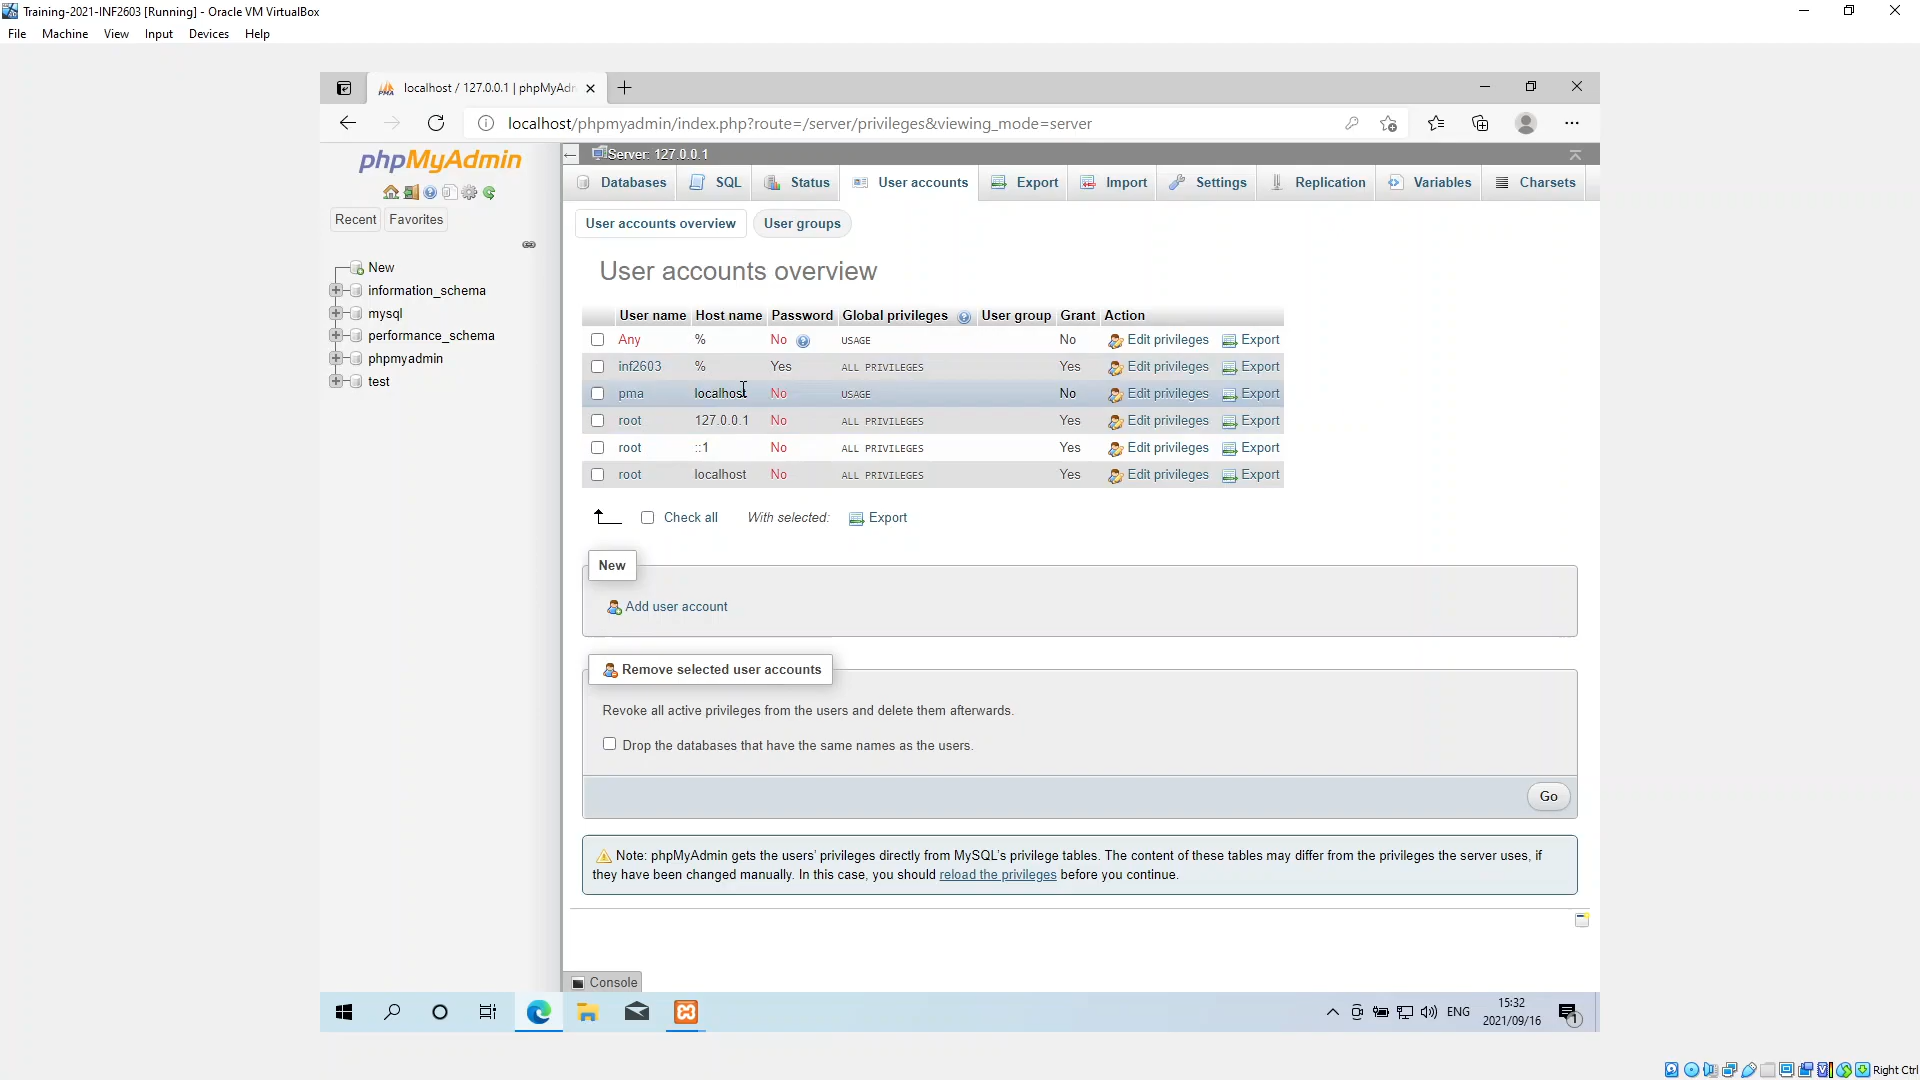 Training-2021-INF2603 [Running] - Oracle VM VirtualBox
File Machine View Input Devices Help
localhost / 127.0.0.1 | phpMyAdr
localhost/phpmyadmin/index.php?route=/server/privileges&viewing_mode=server
phpMyAdmin
Recent Favorites
New
information_schema
mysql
performance_schema
phpmyadmin
test
Server: 127.0.0.1
Databases SQL Status User accounts Export Import Settings Replication Variables Charsets
User accounts overview User groups
User accounts overview
User name Host name Password Global privileges User group Grant Action
Any % No USAGE No Edit privileges Export
inf2603 % Yes ALL PRIVILEGES Yes Edit privileges Export
pma localhost No USAGE No Edit privileges Export
root 127.0.0.1 No ALL PRIVILEGES Yes Edit privileges Export
root ::1 No ALL PRIVILEGES Yes Edit privileges Export
root localhost No ALL PRIVILEGES Yes Edit privileges Export
Check all With selected: Export
New
Add user account
Remove selected user accounts
Revoke all active privileges from the users and delete them afterwards.
Drop the databases that have the same names as the users.
Go
Note: phpMyAdmin gets the users' privileges directly from MySQL's privilege tables. The content of these tables may differ from the privileges the server uses, if
they have been changed manually. In this case, you should reload the privileges before you continue.
Console
ENG
15:32
2021/09/16
1
Right Ctrl